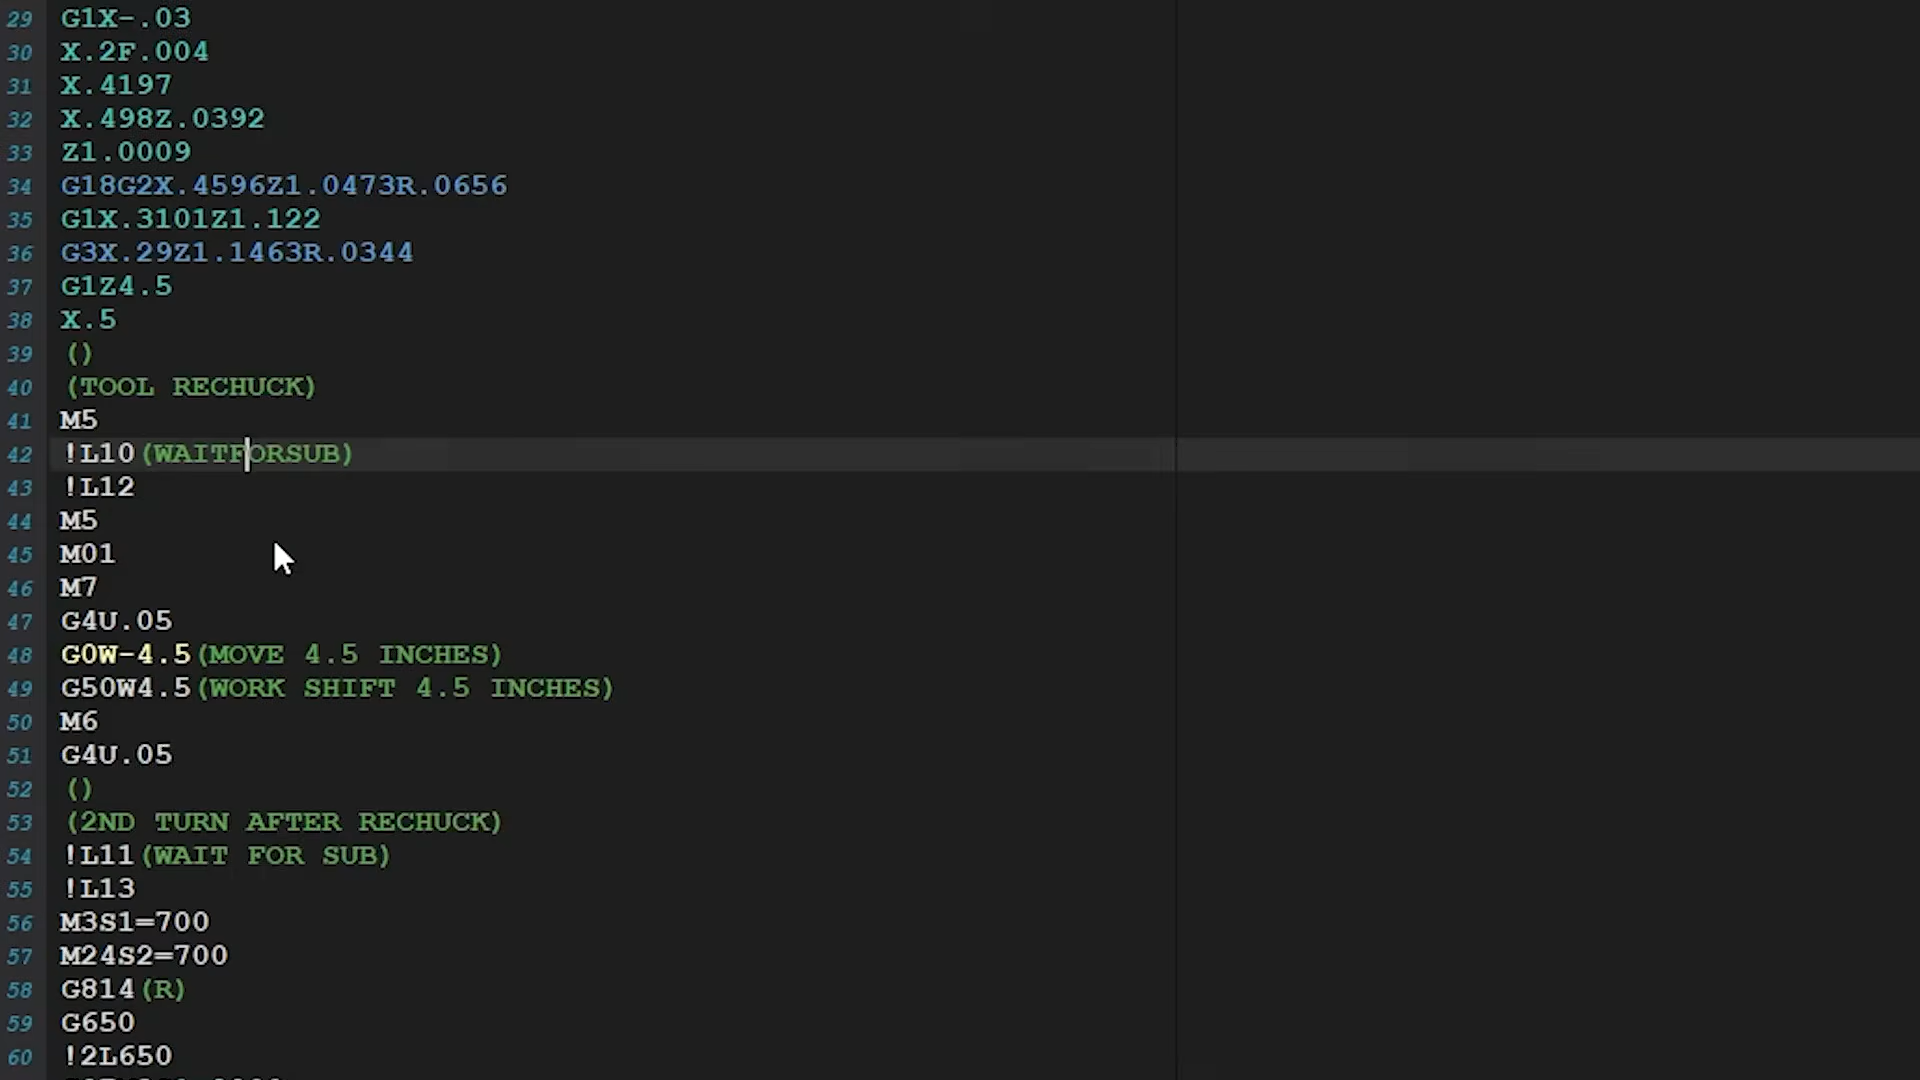 29 G1X-.03
30 X.2F.004
31 X.4197
32 X.498Z.0392
33 Z1.0009
34 G18G2X.4596Z1.0473R.0656
35 G1X.3101Z1.122
36 G3X.29Z1.1463R.0344
37 G1Z4.5
38 X.5
39 ()
40 (TOOL RECHUCK)
41 M5
42 !L10(WAITFORSUB)
43 !L12
44 M5
45 M01
46 M7
47 G4U.05
48 G0W-4.5(MOVE 4.5 INCHES)
49 G50W4.5(WORK SHIFT 4.5 INCHES)
50 M6
51 G4U.05
52 ()
53 (2ND TURN AFTER RECHUCK)
54 !L11(WAIT FOR SUB)
55 !L13
56 M3S1=700
57 M24S2=700
58 G814(R)
59 G650
60 !2L650